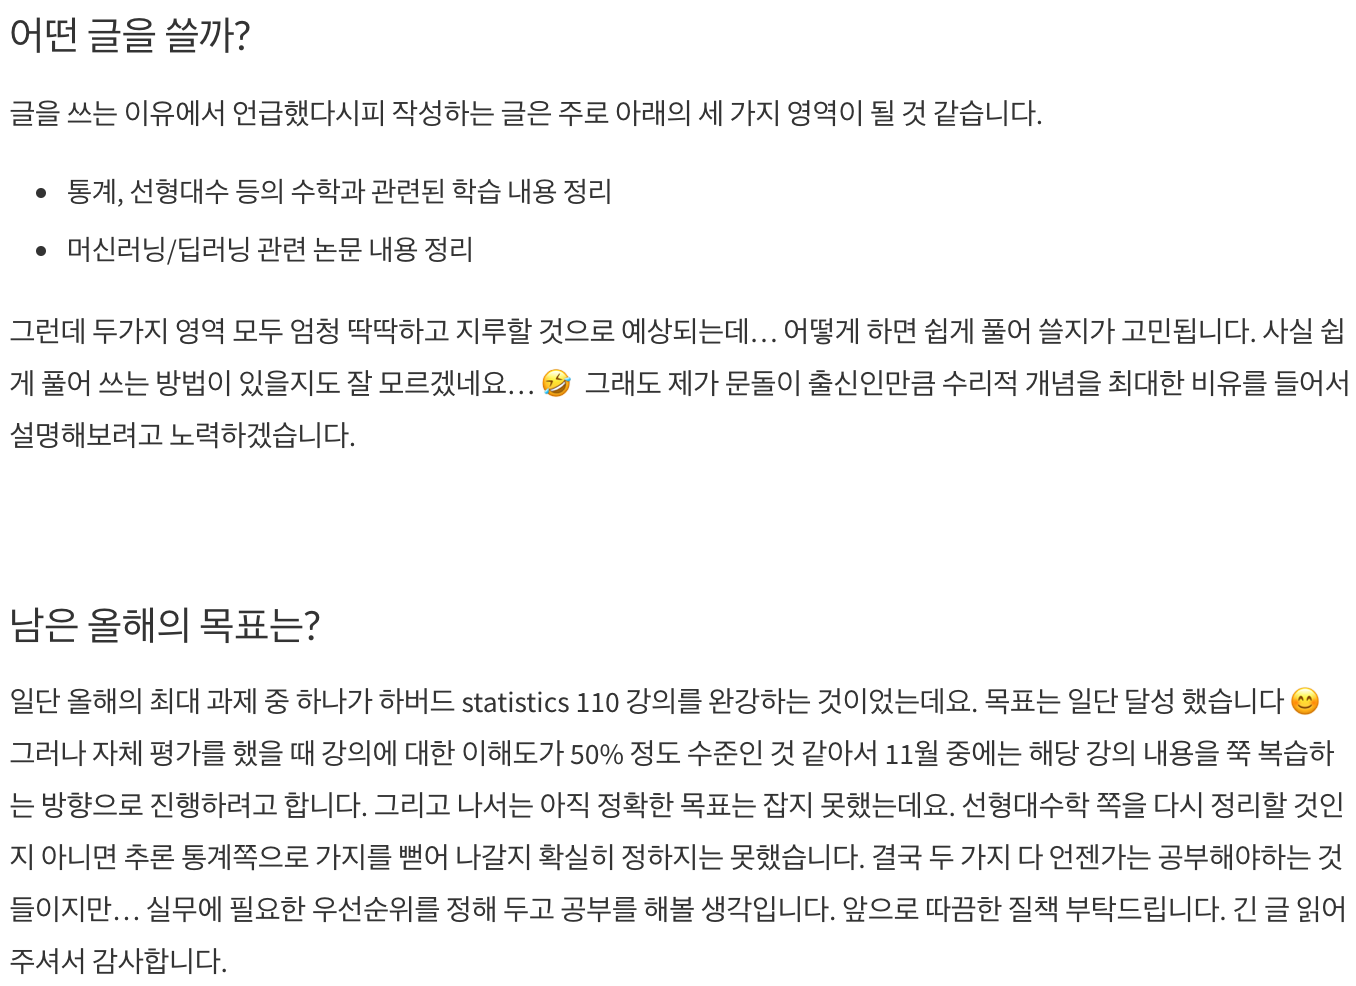 어떤 글을 쓸까?
글을 쓰는 이유에서 언급했다시피 작성하는 글은 주로 아래의 세 가지 영역이 될 것 같습니다.
• 통계, 선형대수 등의 수학과 관련된 학습 내용 정리
• 머신러닝/딥러닝 관련 논문 내용 정리
그런데 두가지 영역 모두 엄청 딱딱하고 지루할 것으로 예상되는데... 어떻게 하면 쉽게 풀어 쓸지가 고민됩니다. 사실 쉽
게 풀어 쓰는 방법이 있을지도 잘 모르겠네요... 🤣 그래도 제가 문돌이 출신인만큼 수리적 개념을 최대한 비유를 들어서
설명해보려고 노력하겠습니다.
남은 올해의 목표는?
일단 올해의 최대 과제 중 하나가 하버드 statistics 110 강의를 완강하는 것이었는데요. 목표는 일단 달성 했습니다 😊
그러나 자체 평가를 했을 때 강의에 대한 이해도가 50% 정도 수준인 것 같아서 11월 중에는 해당 강의 내용을 쭉 복습하
는 방향으로 진행하려고 합니다. 그리고 나서는 아직 정확한 목표는 잡지 못했는데요. 선형대수학 쪽을 다시 정리할 것인
지 아니면 추론 통계쪽으로 가지를 뻗어 나갈지 확실히 정하지는 못했습니다. 결국 두 가지 다 언젠가는 공부해야하는 것
들이지만... 실무에 필요한 우선순위를 정해 두고 공부를 해볼 생각입니다. 앞으로 따끔한 질책 부탁드립니다. 긴 글 읽어
주셔서 감사합니다.